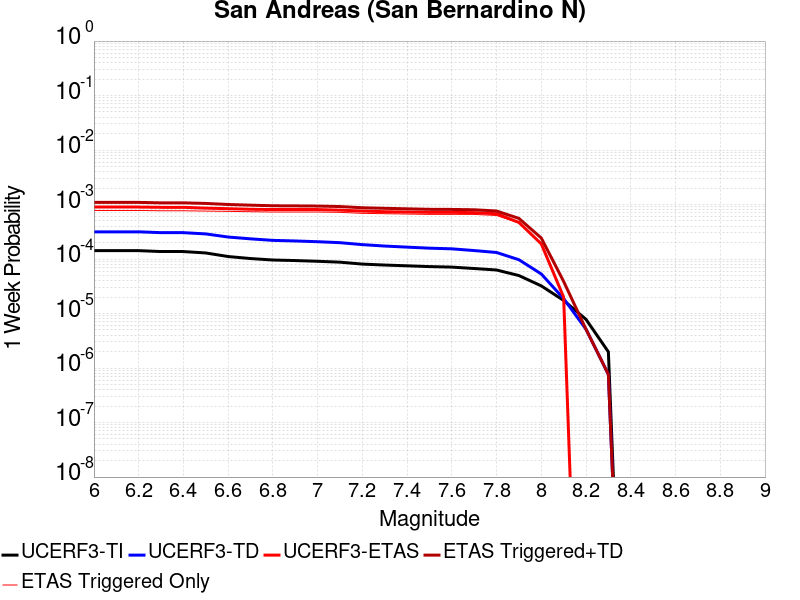 San Andreas (San Bernardino N)
10^0
10^-1
10^-2
10^-3
10^-4
10^-5
10^-6
10^-7
10^-8
1 Week Probability
6 6.2 6.4 6.6 6.8 7 7.2 7.4 7.6 7.8 8 8.2 8.4 8.6 8.8 9
Magnitude
UCERF3-TI UCERF3-TD UCERF3-ETAS ETAS Triggered+TD
ETAS Triggered Only